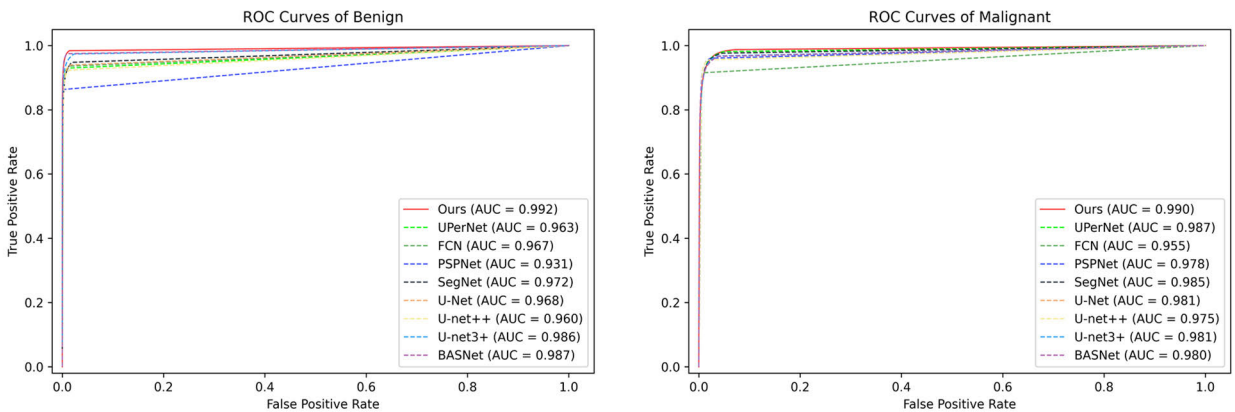 ROC Curves of Benign
1.0
0.8
0.6
0.4
0.2
0.0
True Positive Rate
0.0 0.2 0.4 0.6 0.8 1.0
False Positive Rate
Ours (AUC = 0.992)
UPerNet (AUC = 0.963)
FCN (AUC = 0.967)
PSPNet (AUC = 0.931)
SegNet (AUC = 0.972)
U-Net (AUC = 0.968)
U-net++ (AUC = 0.960)
U-net3+ (AUC = 0.986)
BASNet (AUC = 0.987)
ROC Curves of Malignant
1.0
0.8
0.6
0.4
0.2
0.0
True Positive Rate
0.0 0.2 0.4 0.6 0.8 1.0
False Positive Rate
Ours (AUC = 0.990)
UPerNet (AUC = 0.987)
FCN (AUC = 0.955)
PSPNet (AUC = 0.978)
SegNet (AUC = 0.985)
U-Net (AUC = 0.981)
U-net++ (AUC = 0.975)
U-net3+ (AUC = 0.981)
BASNet (AUC = 0.980)